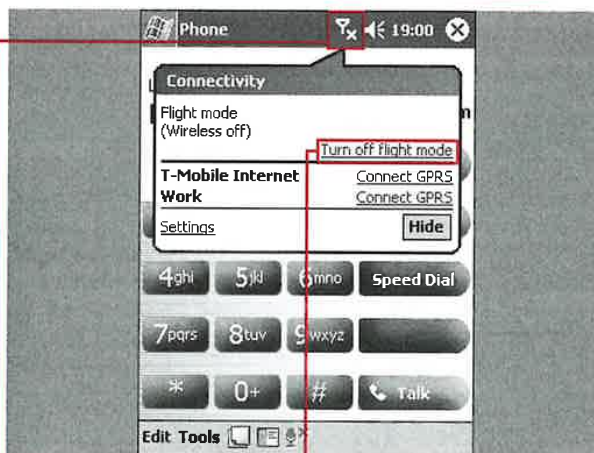 Phone 19:00
Connectivity
Flight mode
(Wireless off)
Turn off flight mode
T-Mobile Internet Connect GPRS
Work Connect GPRS
Settings Hide
4ghi 5jkl 6mno Speed Dial
7pqrs 8tuv 9wxyz
* 0+ # Talk
Edit Tools